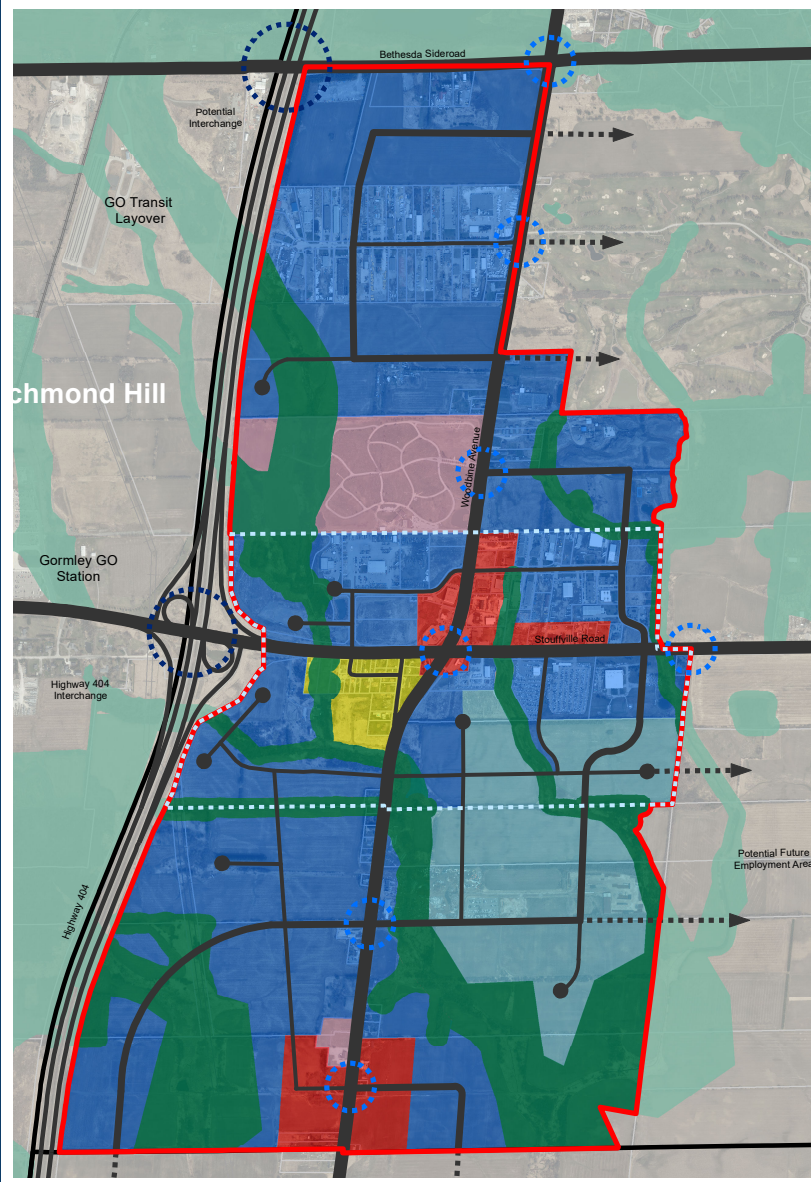 Bethesda Sideroad
Potential
Interchange
GO Transit
Layover
chmond Hill
Woodbine Avenue
Gormley GO
Station
Stouffville Road
Highway 404
Interchange
Potential Future
Employment Area
Highway 404